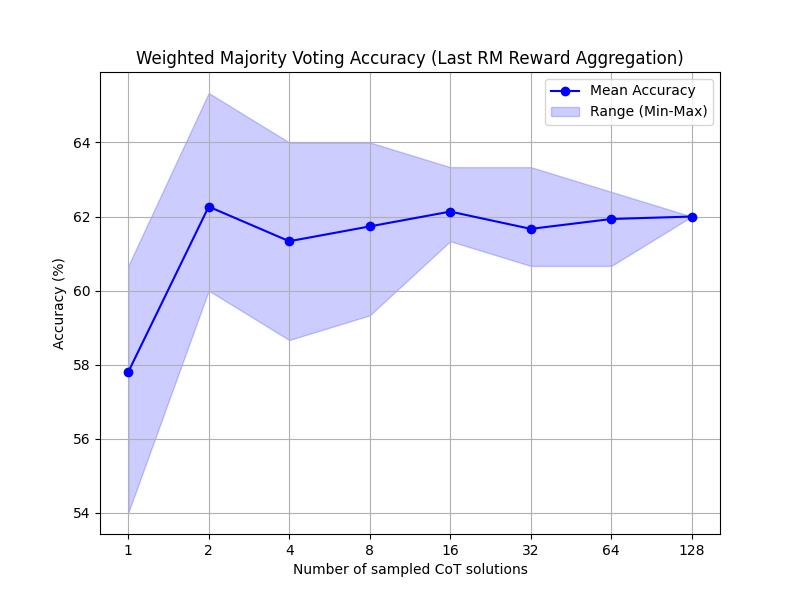 Weighted Majority Voting Accuracy (Last RM Reward Aggregation)
Mean Accuracy
Range (Min-Max)
64
62
60
58
56
54
Accuracy (%)
1 2 4 8 16 32 64 128
Number of sampled CoT solutions